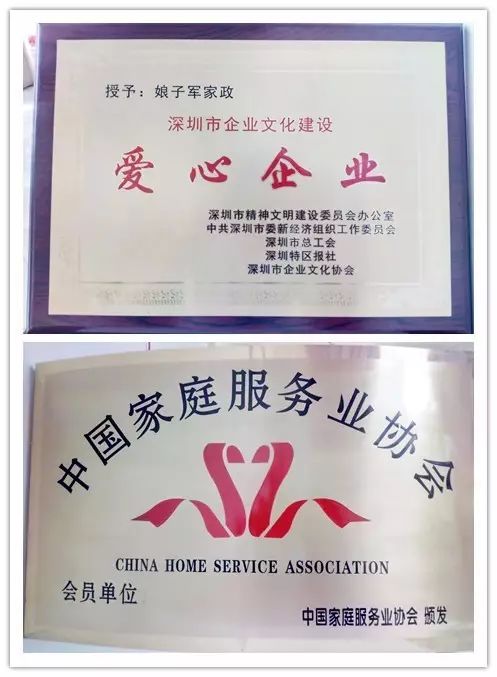 授予：娘子军家政
深圳市企业文化建设
爱心企业
深圳市精神文明建设委员会办公室
中共深圳市委新经济组织工作委员会
深圳市总工会
深圳特区报社
深圳市企业文化协会
中国家庭服务业协会
CHINA HOME SERVICE ASSOCIATION
会员单位
中国家庭服务业协会 颁发